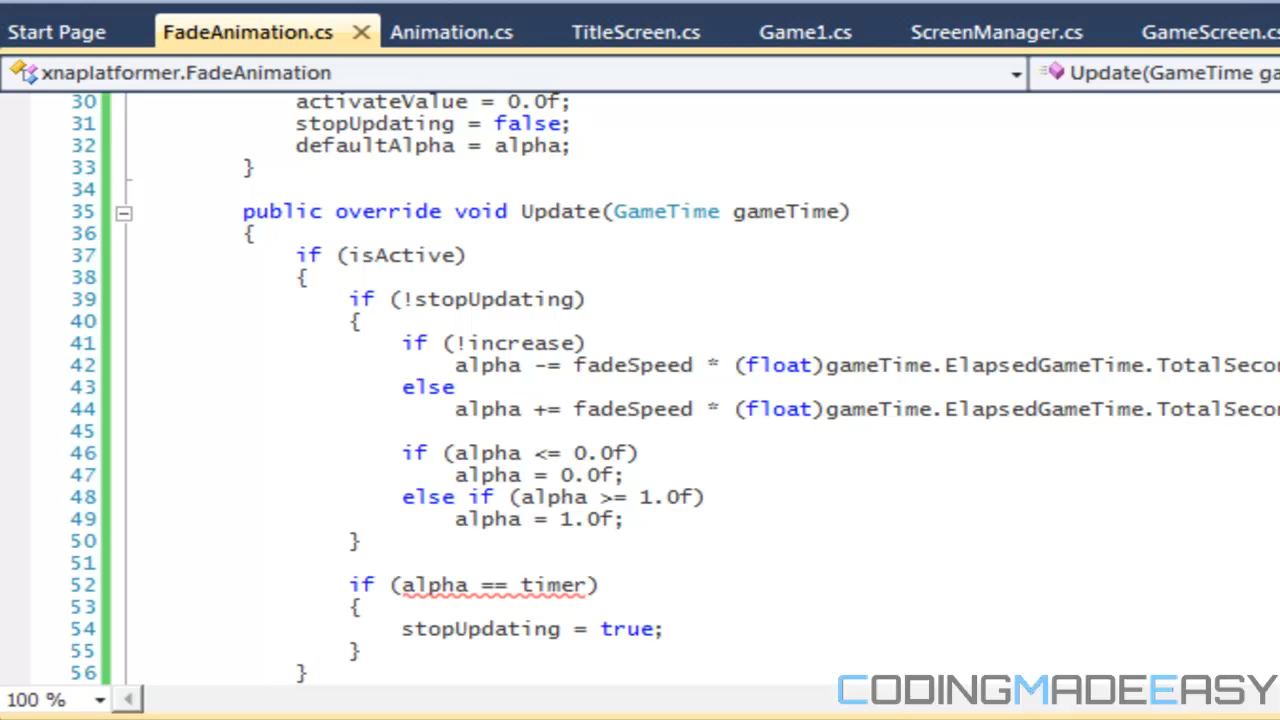 Start Page FadeAnimation.cs Animation.cs TitleScreen.cs Game1.cs ScreenManager.cs GameScreen.cs
xnaplatformer.FadeAnimation Update(GameTime ga
30 activateValue = 0.0f;
31 stopUpdating = false;
32 defaultAlpha = alpha;
33 }
34
35 public override void Update(GameTime gameTime)
36 {
37 if (isActive)
38 {
39 if (!stopUpdating)
40 {
41 if (!increase)
42 alpha -= fadeSpeed * (float)gameTime.ElapsedGameTime.TotalSecon
43 else
44 alpha += fadeSpeed * (float)gameTime.ElapsedGameTime.TotalSecon
45
46 if (alpha <= 0.0f)
47 alpha = 0.0f;
48 else if (alpha >= 1.0f)
49 alpha = 1.0f;
50 }
51
52 if (alpha == timer)
53 {
54 stopUpdating = true;
55 }
56 }
100 %
CODINGMADEEASY